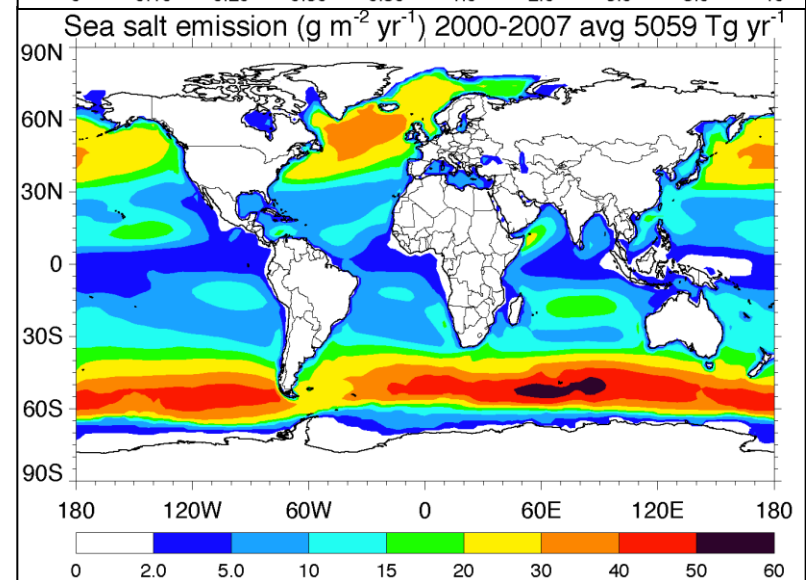 Sea salt emission (g m⁻² yr⁻¹) 2000-2007 avg 5059 Tg yr⁻¹
90N
60N
30N
0
30S
60S
90S
180 120W 60W 0 60E 120E 180
0 2.0 5.0 10 15 20 30 40 50 60